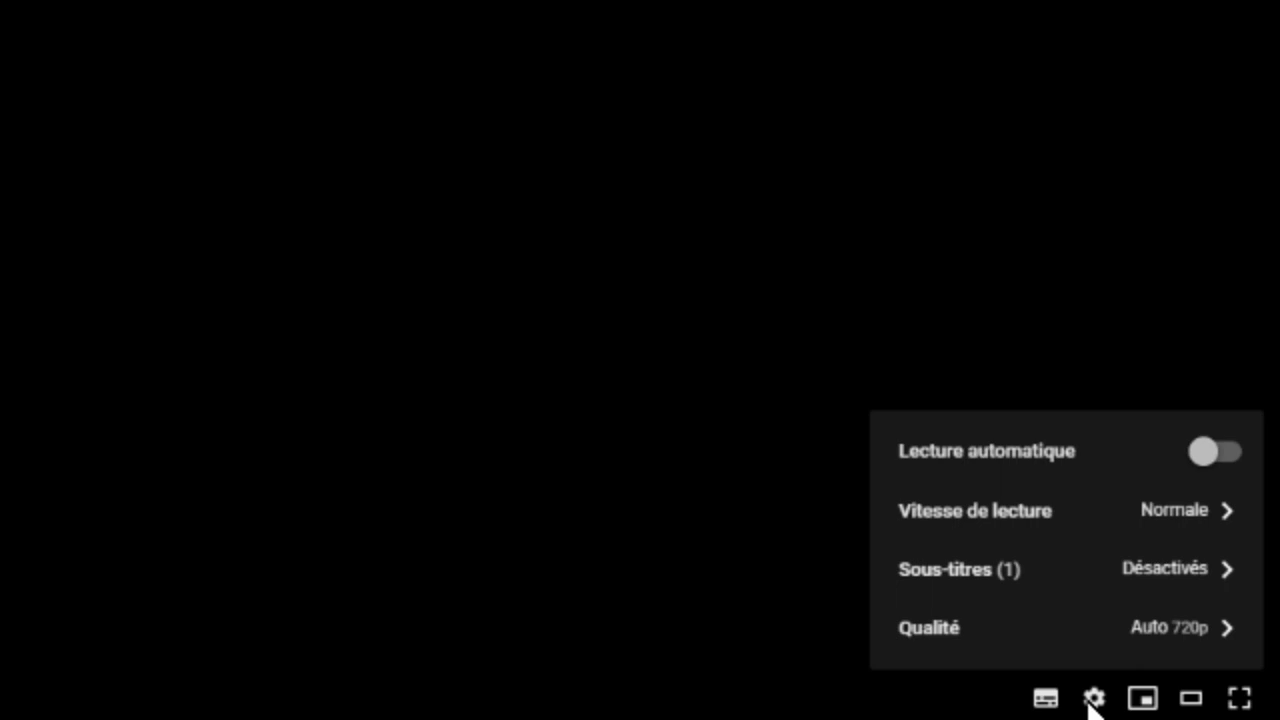 Lecture automatique
Vitesse de lecture Normale
Sous-titres (1) Désactivés
Qualité Auto 720p